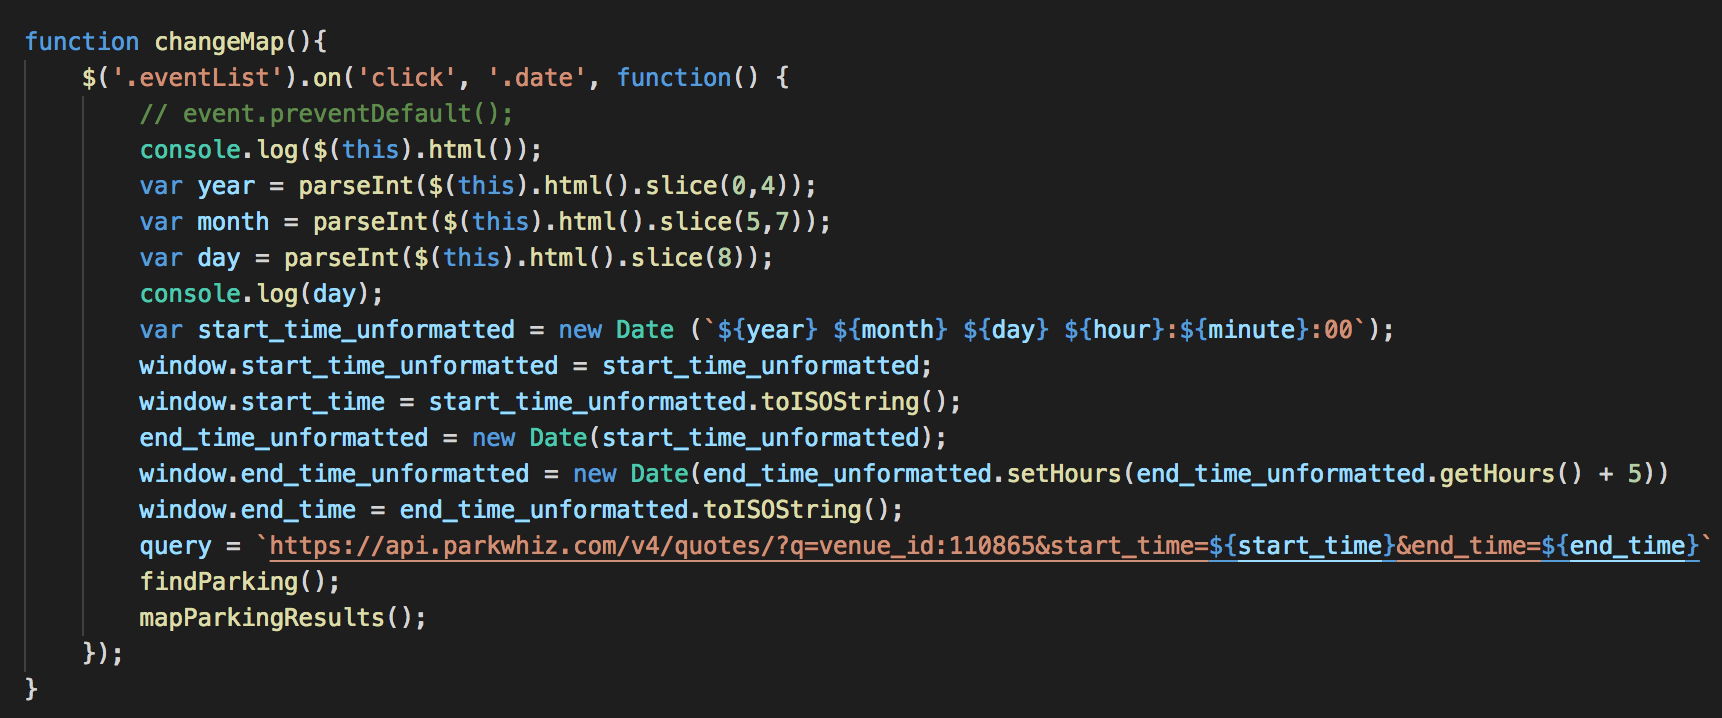 function changeMap(){
    $('.eventList').on('click', '.date', function() {
        // event.preventDefault();
        console.log($(this).html());
        var year = parseInt($(this).html().slice(0,4));
        var month = parseInt($(this).html().slice(5,7));
        var day = parseInt($(this).html().slice(8));
        console.log(day);
        var start_time_unformatted = new Date (`${year} ${month} ${day} ${hour}:${minute}:00`);
        window.start_time_unformatted = start_time_unformatted;
        window.start_time = start_time_unformatted.toISOString();
        end_time_unformatted = new Date(start_time_unformatted);
        window.end_time_unformatted = new Date(end_time_unformatted.setHours(end_time_unformatted.getHours() + 5))
        window.end_time = end_time_unformatted.toISOString();
        query = `https://api.parkwhiz.com/v4/quotes/?q=venue_id:110865&start_time=${start_time}&end_time=${end_time}`
        findParking();
        mapParkingResults();
    });
}